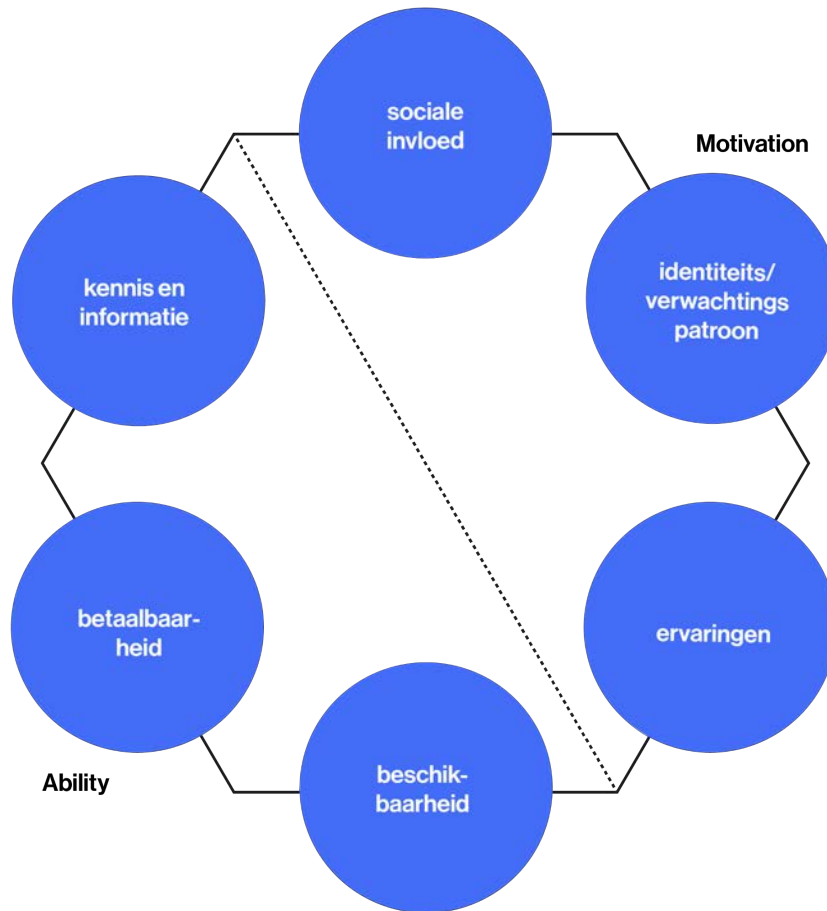 sociale
invloed
Motivation
identiteits/
verwachtings
patroon
kennis en
informatie
betaalbaar-
heid
ervaringen
Ability
beschik-
baarheid